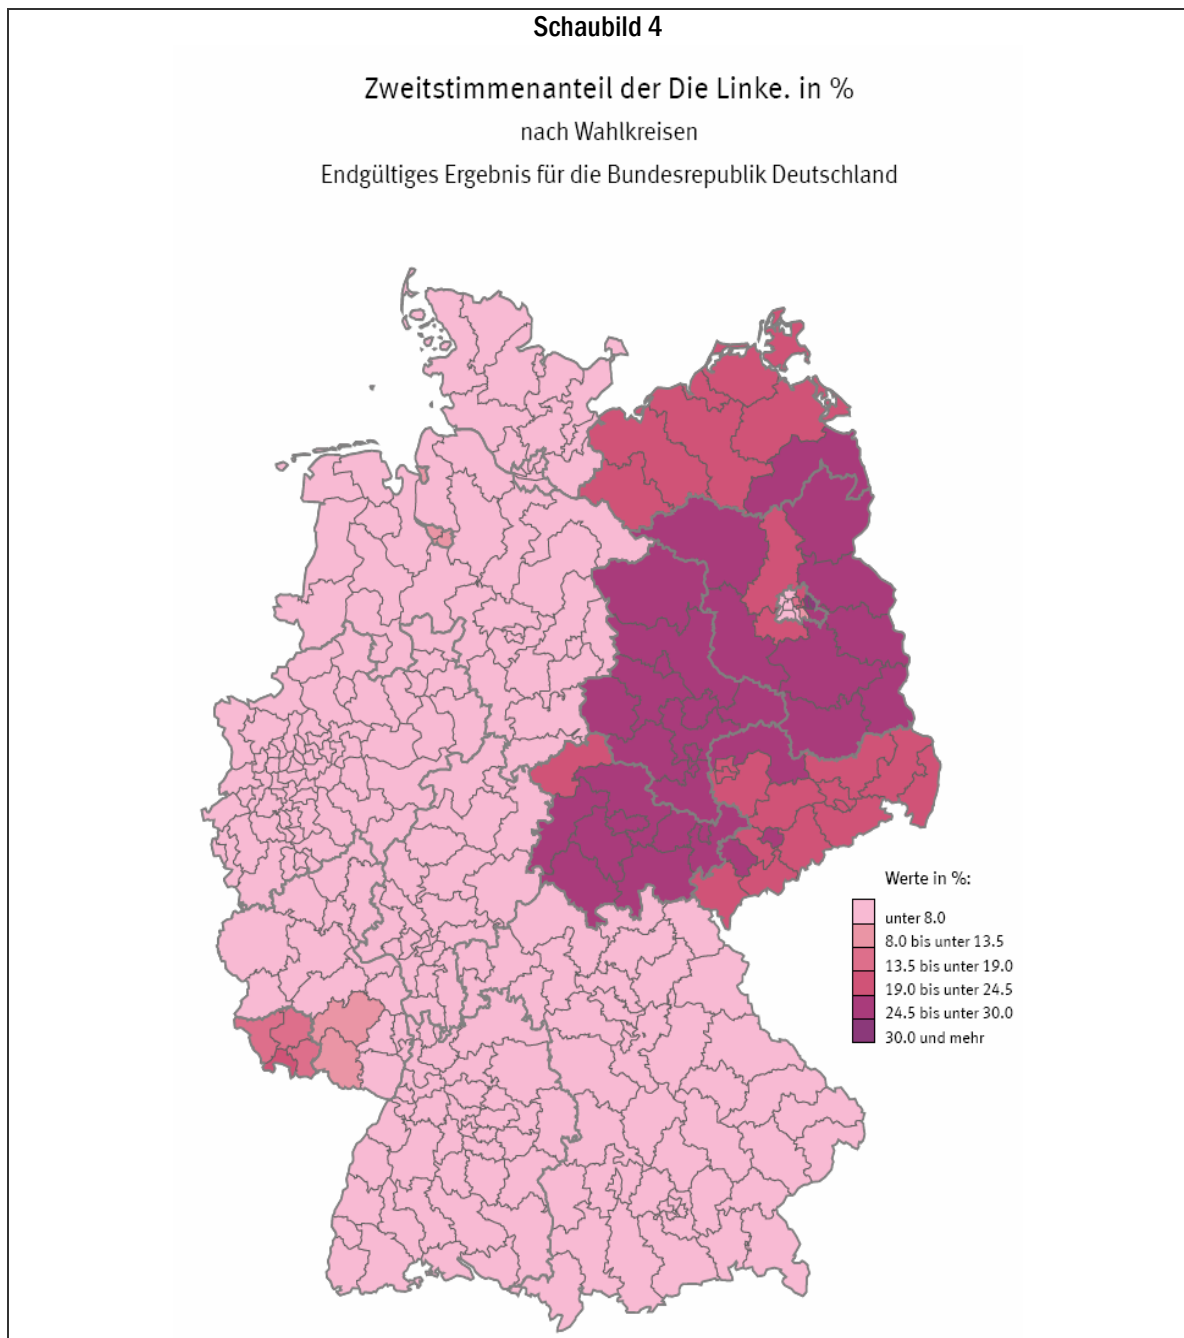 Schaubild 4
Zweitstimmenanteil der Die Linke. in %
nach Wahlkreisen
Endgültiges Ergebnis für die Bundesrepublik Deutschland
Werte in %:
unter 8.0
8.0 bis unter 13.5
13.5 bis unter 19.0
19.0 bis unter 24.5
24.5 bis unter 30.0
30.0 und mehr